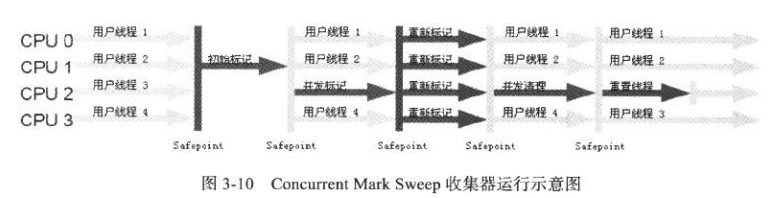 CPU 0 用户线程 1 用户线程 1 重新标记 用户线程 1 用户线程 1
CPU 1 用户线程 2 初始标记 用户线程 2 重新标记 用户线程 2 用户线程 2
CPU 2 用户线程 3 并发标记 重新标记 并发清理 重置线程
CPU 3 用户线程 4 用户线程 4 重新标记 用户线程 4 用户线程 3
Safepoint Safepoint Safepoint Safepoint Safepoint
图 3-10 Concurrent Mark Sweep 收集器运行示意图